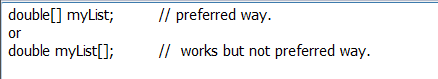 double[] myList;         // preferred way.
or
double myList[];         //  works but not preferred way.